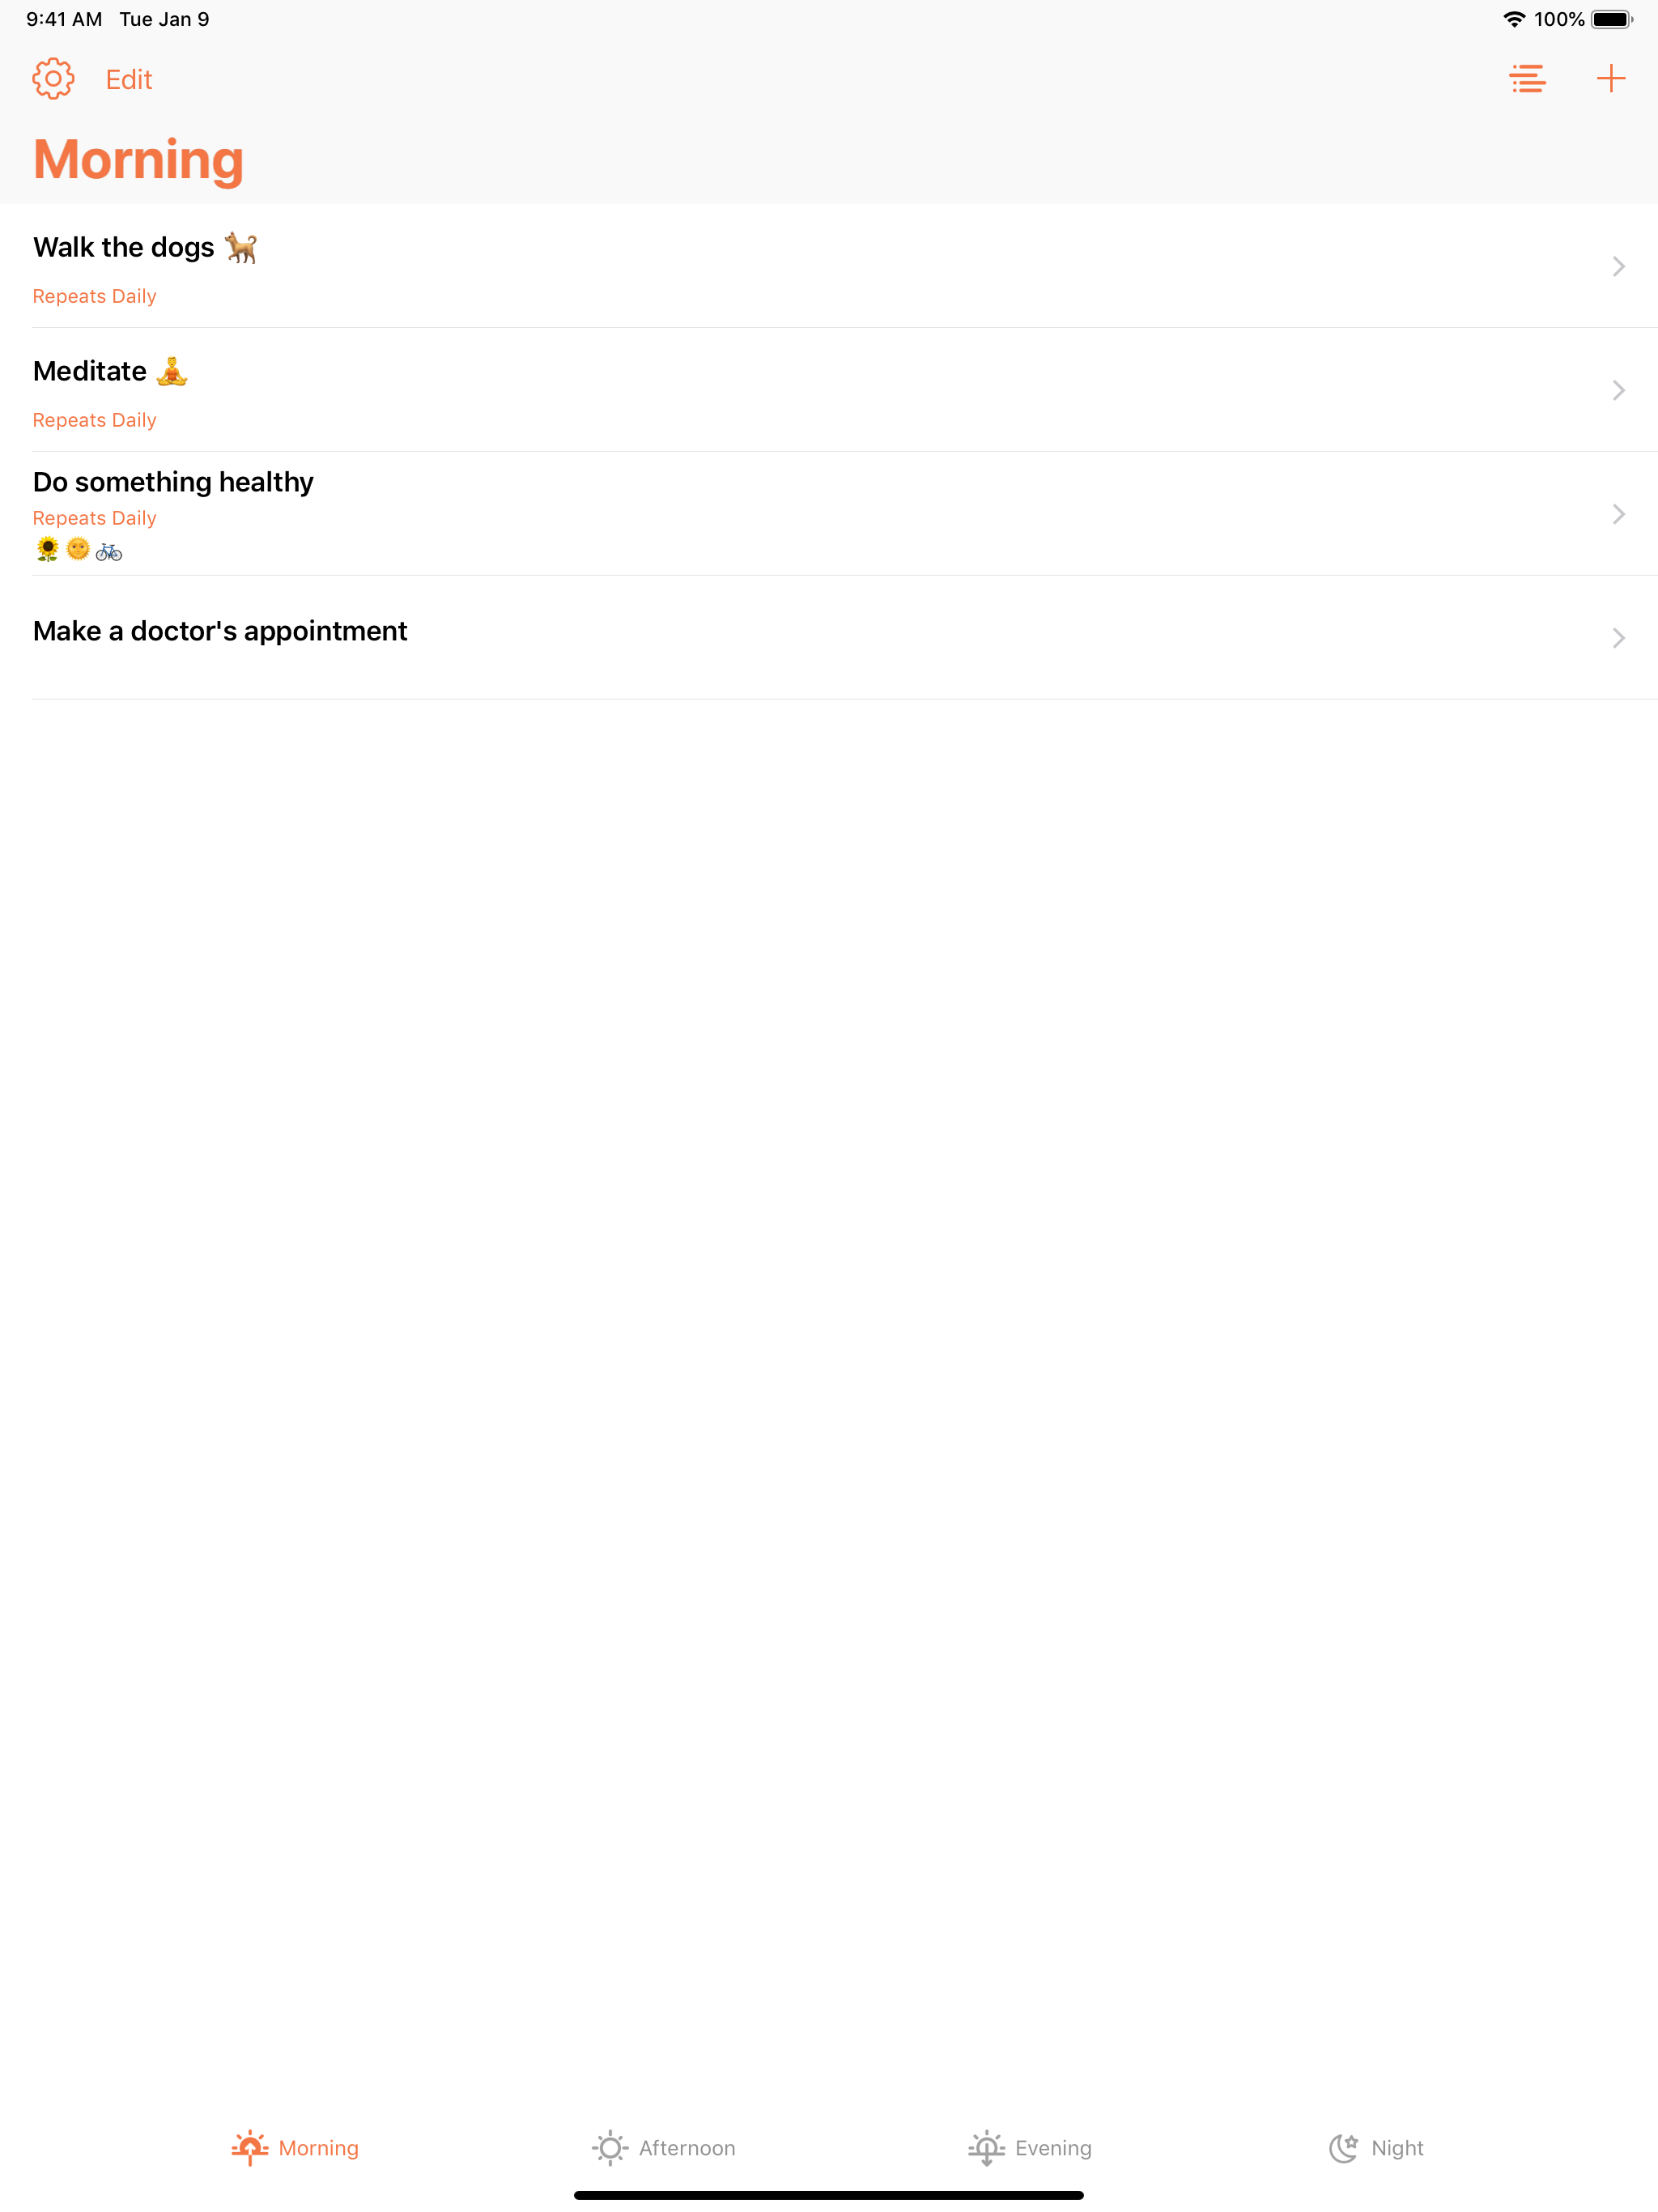 9:41 AM Tue Jan 9 100%
Edit
Morning
Walk the dogs 🐕
Repeats Daily
Meditate 🧘
Repeats Daily
Do something healthy
Repeats Daily
🌻🌞🚲
Make a doctor's appointment
Morning Afternoon Evening Night